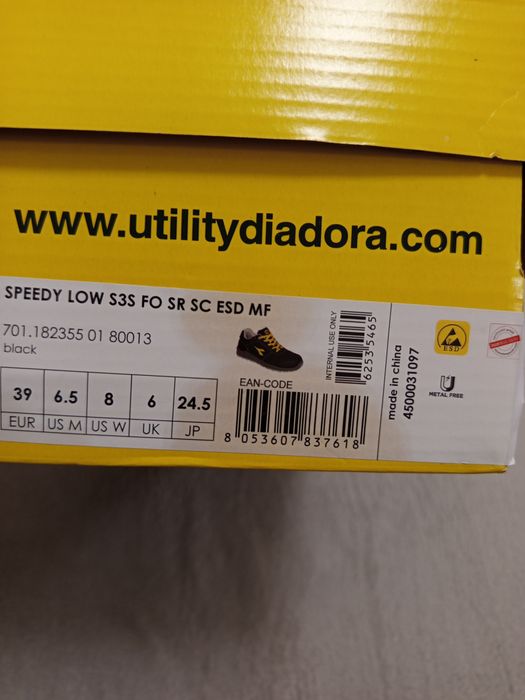 www.utilitydiadora.com
SPEEDY LOW S3S FO SR SC ESD MF
701.182355 01 80013
black
39 6.5 8 6 24.5
EUR US M US W UK JP
EAN-CODE
8 053607 837618
INTERNAL USE ONLY
6253 5465
made in china
4500031097
ESD
METAL FREE